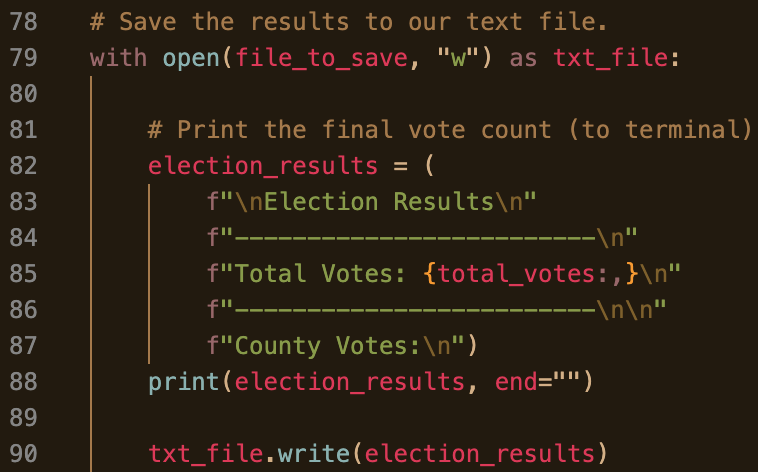 78 # Save the results to our text file.
79 with open(file_to_save, "w") as txt_file:
80
81 # Print the final vote count (to terminal)
82 election_results = (
83 f"\nElection Results\n"
84 f"-------------------------\n"
85 f"Total Votes: {total_votes:,}\n"
86 f"-------------------------\n\n"
87 f"County Votes:\n")
88 print(election_results, end="")
89
90 txt_file.write(election_results)